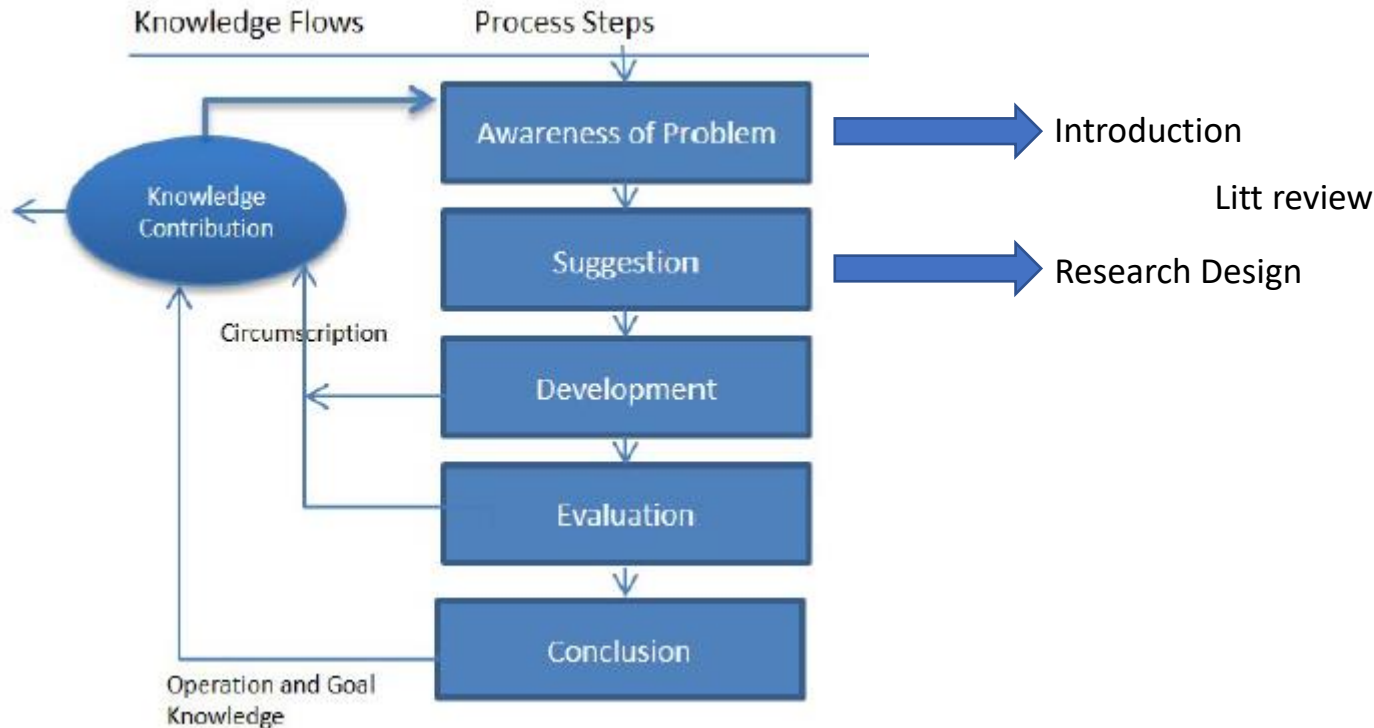 Knowledge Flows
Process Steps
Awareness of Problem
Introduction
Knowledge
Contribution
Litt review
Suggestion
Research Design
Circumscription
Development
Evaluation
Conclusion
Operation and Goal
Knowledge